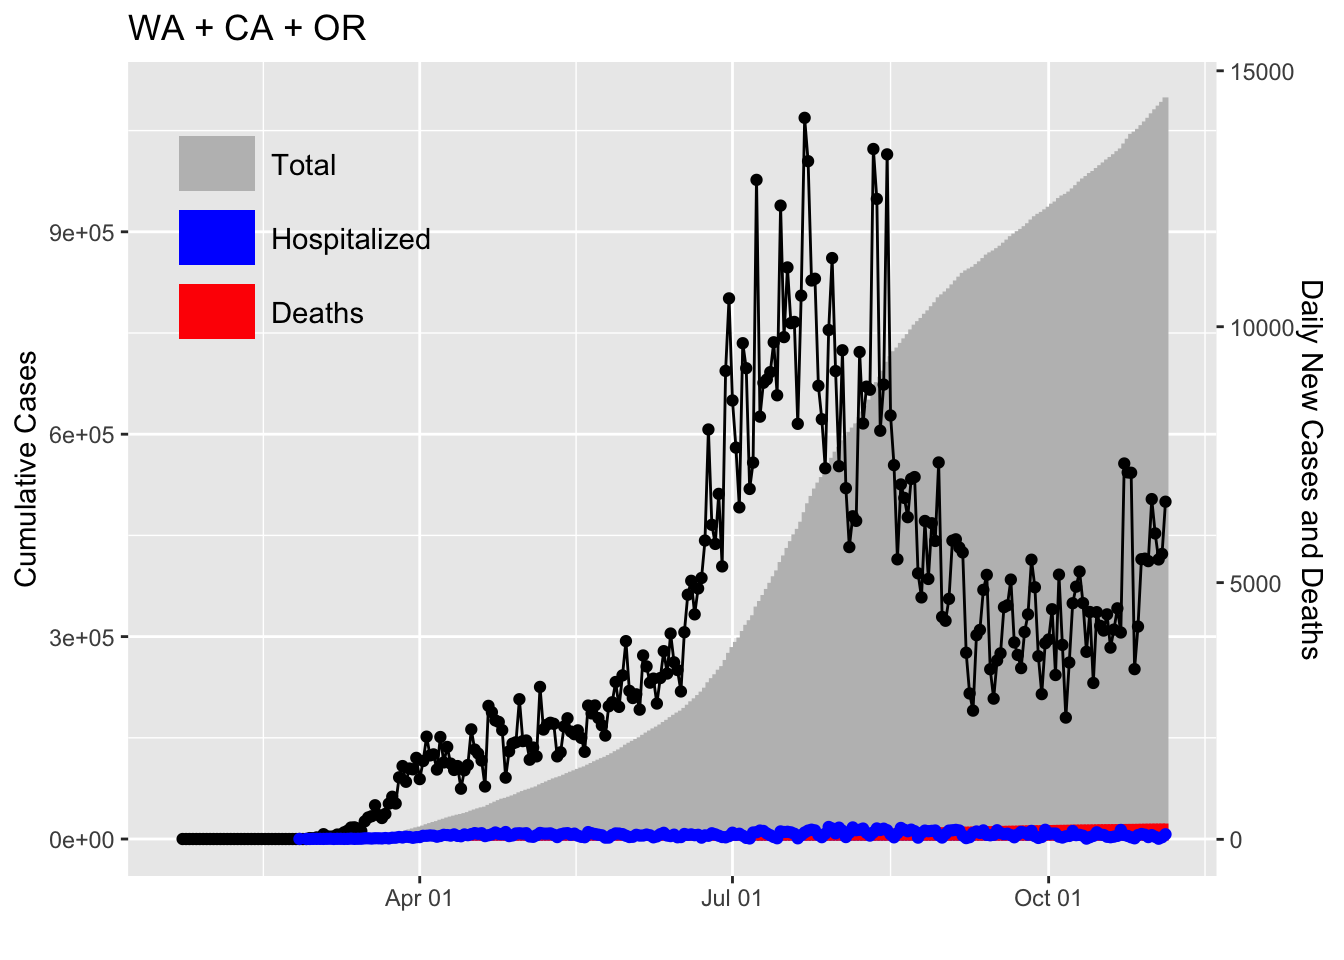 WA + CA + OR
Total
Hospitalized
Deaths
Cumulative Cases
9e+05
6e+05
3e+05
0e+00
15000
10000
5000
0
Daily New Cases and Deaths
Apr 01
Jul 01
Oct 01